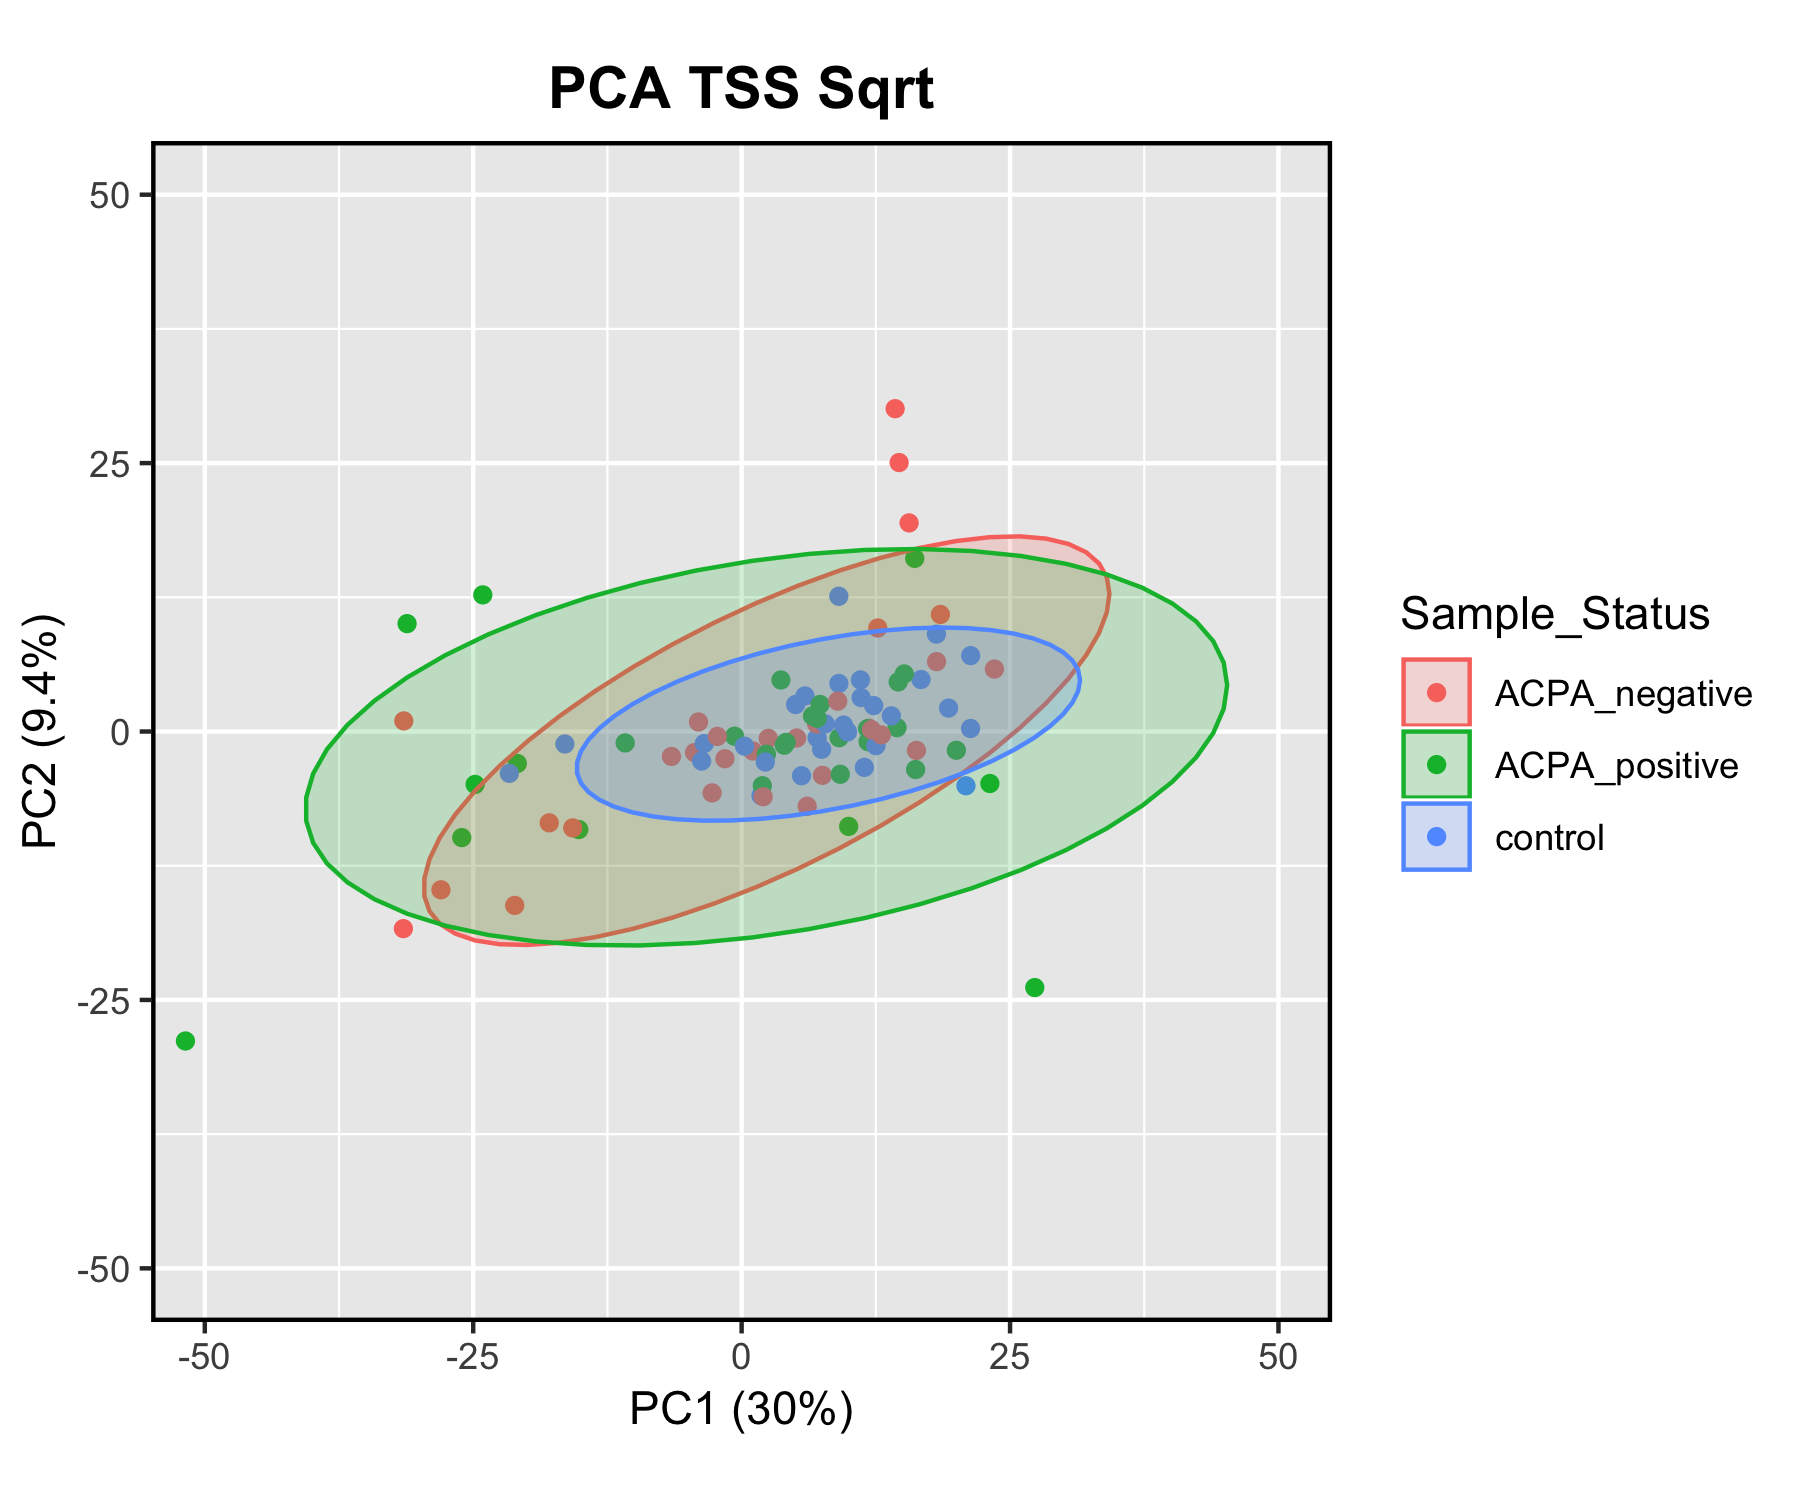 PCA TSS Sqrt
PC2 (9.4%)
50
25
0
-25
-50
-50
-25
0
25
50
PC1 (30%)
Sample_Status
ACPA_negative
ACPA_positive
control